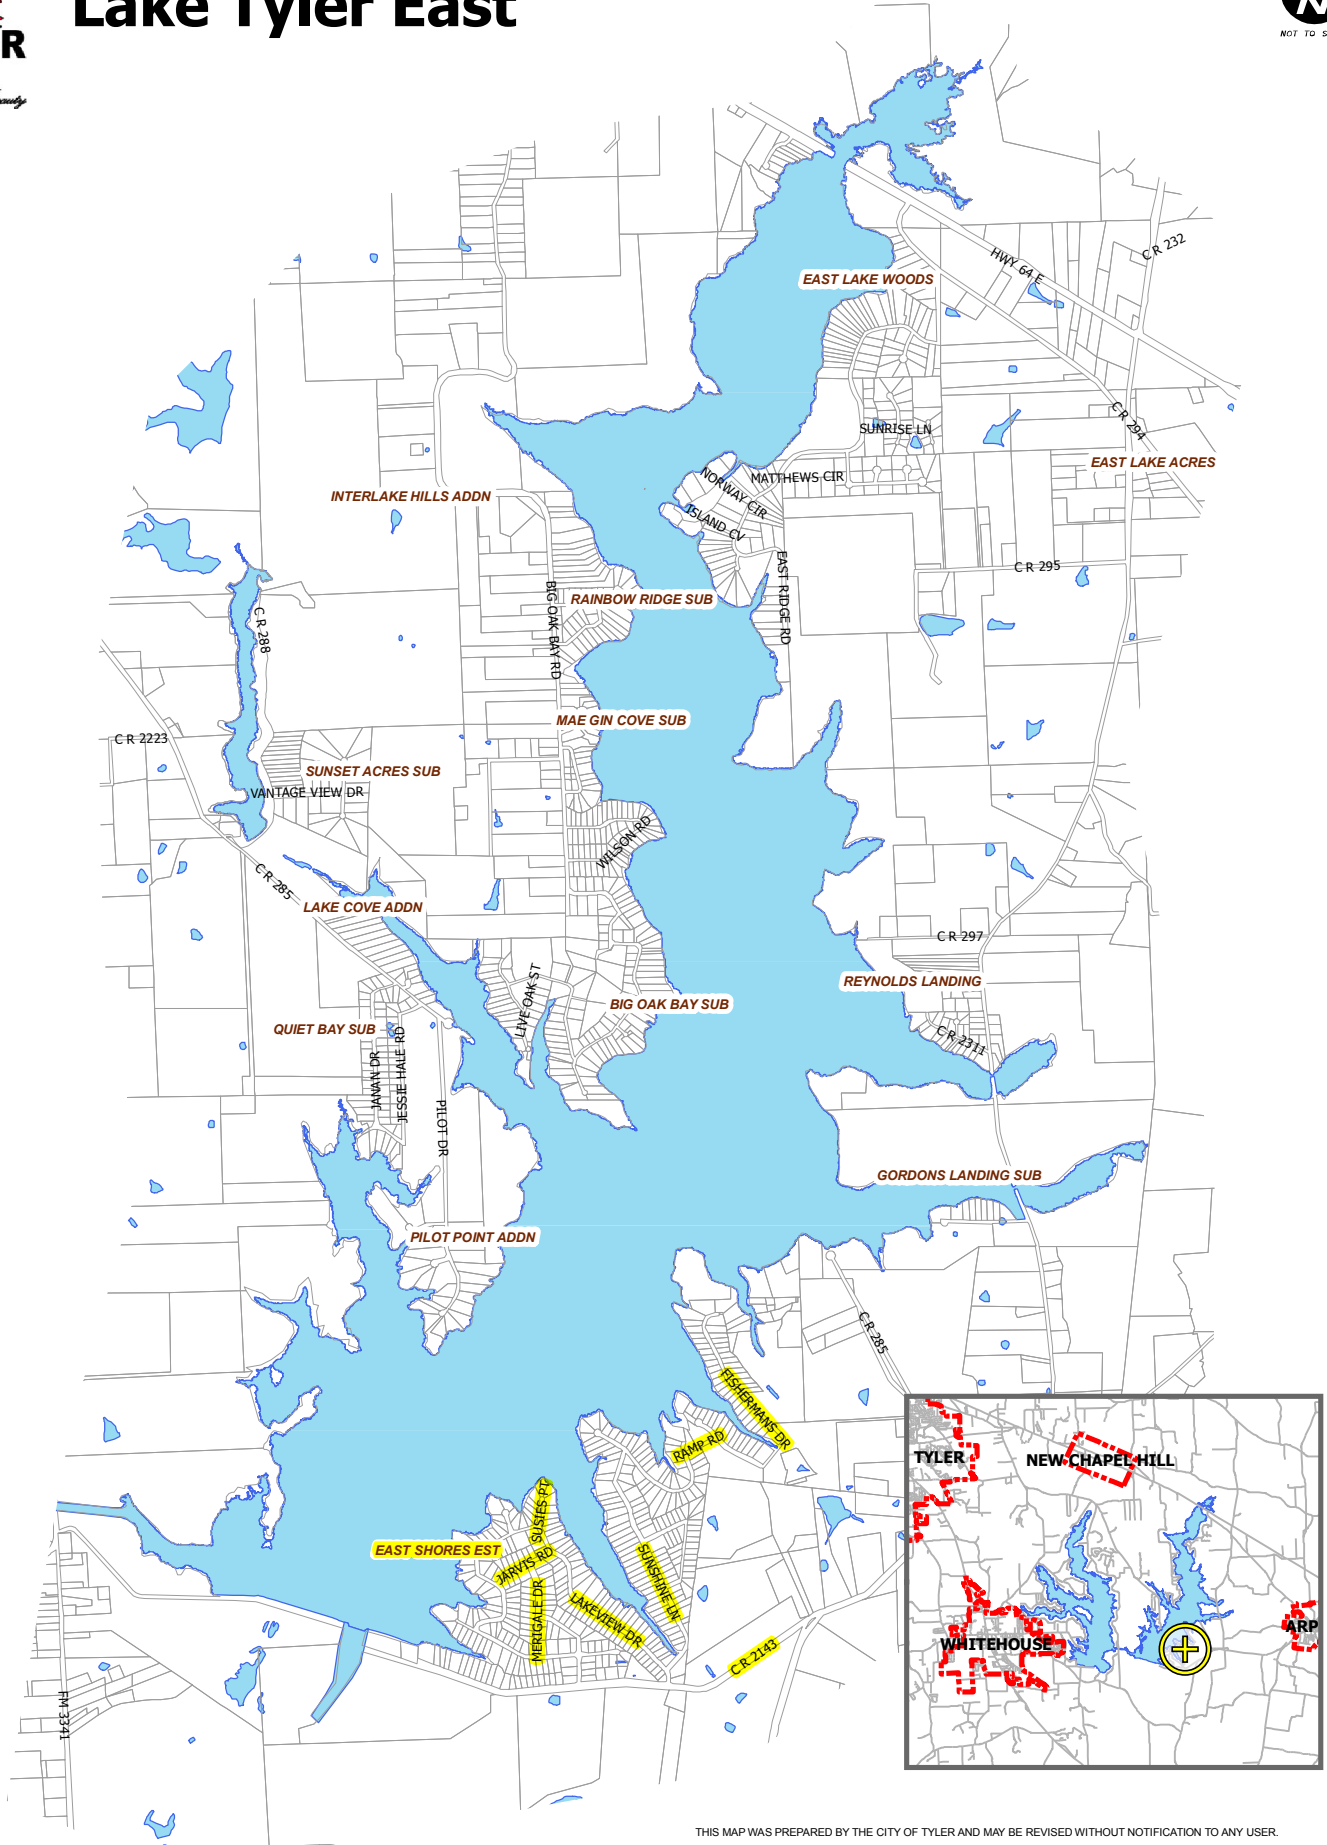 Lake Tyler East
R
NOT TO S
HWY 64 E
C R 232
EAST LAKE WOODS
C R 294
SUNRISE LN
EAST LAKE ACRES
MATTHEWS CIR
NORWAY CIR
INTERLAKE HILLS ADDN
ISLAND CV
C R 295
EAST RIDGE RD
RAINBOW RIDGE SUB
BIG OAK BAY RD
C R 288
MAE GIN COVE SUB
C R 2223
SUNSET ACRES SUB
VANTAGE VIEW DR
WILSON RD
C R 285
LAKE COVE ADDN
C R 297
REYNOLDS LANDING
LIVE OAK ST
BIG OAK BAY SUB
QUIET BAY SUB
C R 2311
JANAN DR
JESSIE HALE RD
PILOT DR
GORDONS LANDING SUB
PILOT POINT ADDN
C R 285
FISHERMANS DR
RAMP RD
TYLER
NEW CHAPEL HILL
SUSIES PT
EAST SHORES EST
JARVIS RD
SUNSHINE LN
MERIGALE DR
LAKEVIEW DR
ARP
WHITEHOUSE
C R 2143
FM 3341
THIS MAP WAS PREPARED BY THE CITY OF TYLER AND MAY BE REVISED WITHOUT NOTIFICATION TO ANY USER.